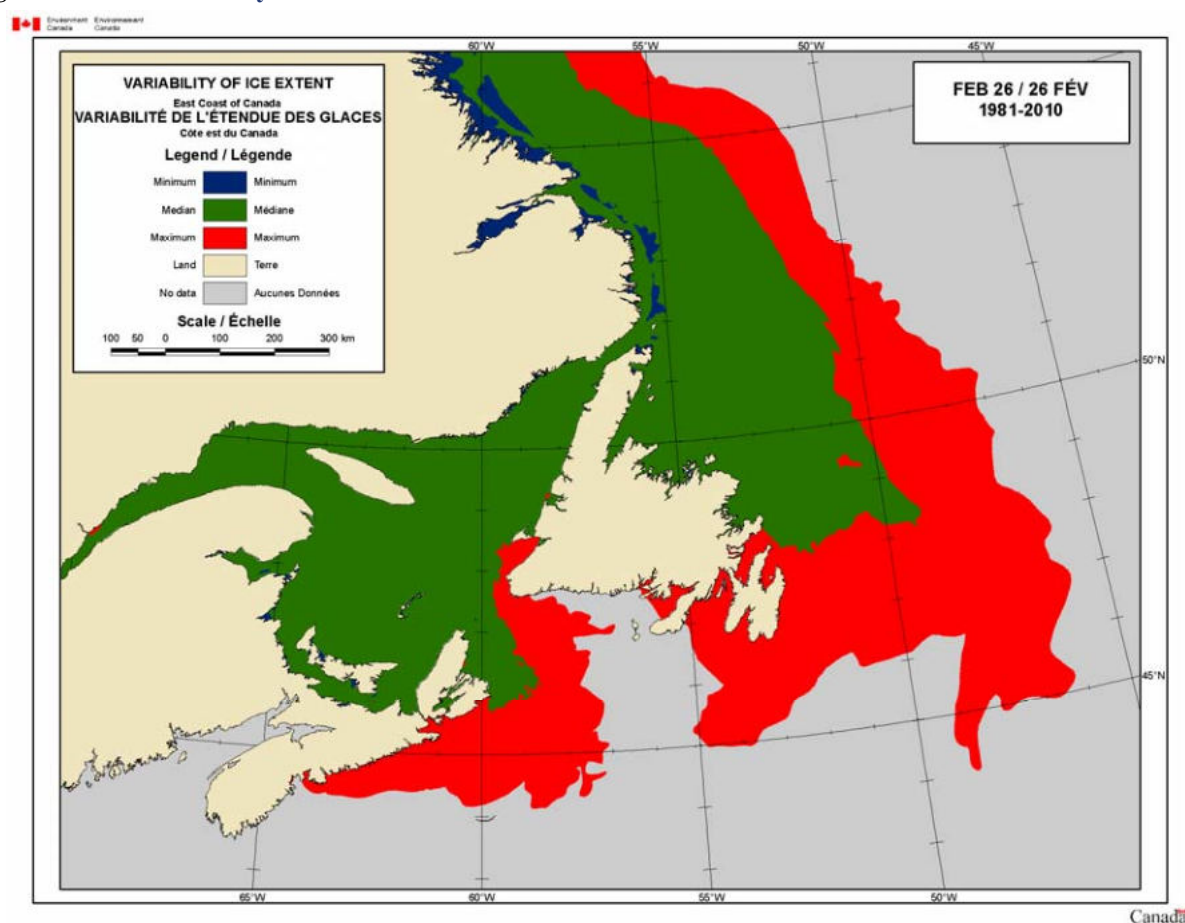 Environment Environnement
Canada Canada
60°W 55°W 50°W 45°W
VARIABILITY OF ICE EXTENT
East Coast of Canada
VARIABILITÉ DE L'ÉTENDUE DES GLACES
Côte est du Canada
Legend / Légende
Minimum Minimum
Median Médiane
Maximum Maximum
Land Terre
No data Aucunes Données
Scale / Échelle
100 50 0 100 200 300 km
FEB 26 / 26 FÉV
1981-2010
50°N
45°N
65°W 60°W 55°W 50°W
Canada